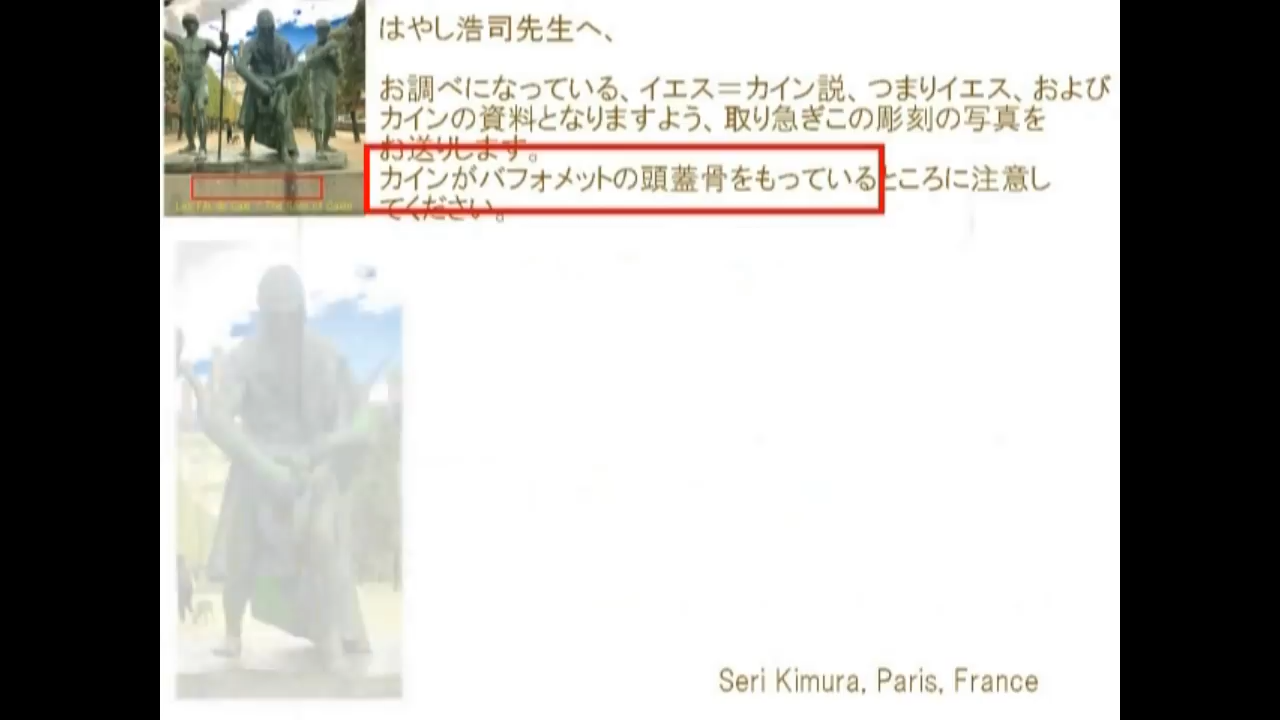 はやし浩司先生へ、
お調べになっている、イエス＝カイン説、つまりイエス、および
カインの資料となりますよう、取り急ぎこの彫刻の写真を
お送りします。
カインがバフォメットの頭蓋骨をもっているところに注意し
てください。
Seri Kimura, Paris, France